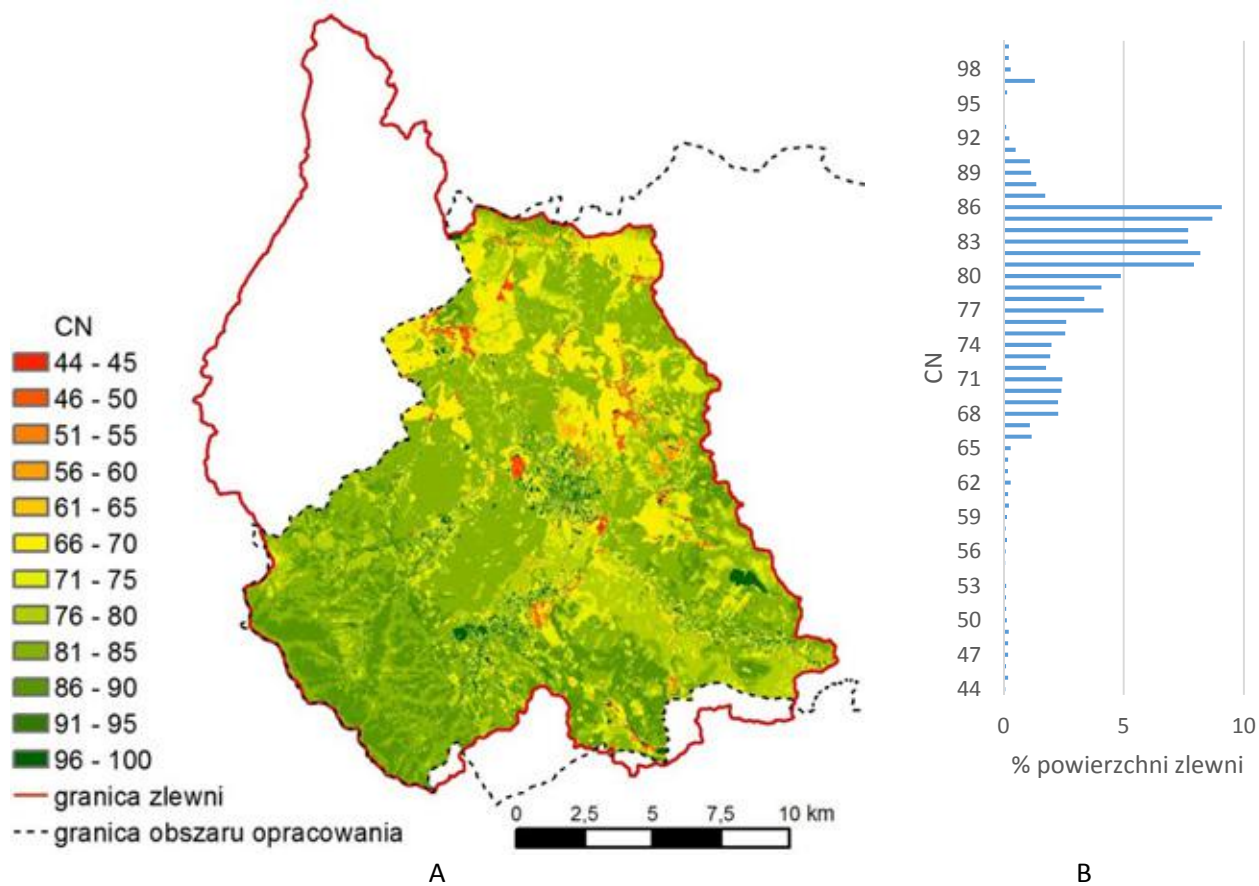 CN
44 - 45
46 - 50
51 - 55
56 - 60
61 - 65
66 - 70
71 - 75
76 - 80
81 - 85
86 - 90
91 - 95
96 - 100
granica zlewni
granica obszaru opracowania
0 2,5 5 7,5 10 km
A
CN
98
95
92
89
86
83
80
77
74
71
68
65
62
59
56
53
50
47
44
0 5 10
% powierzchni zlewni
B